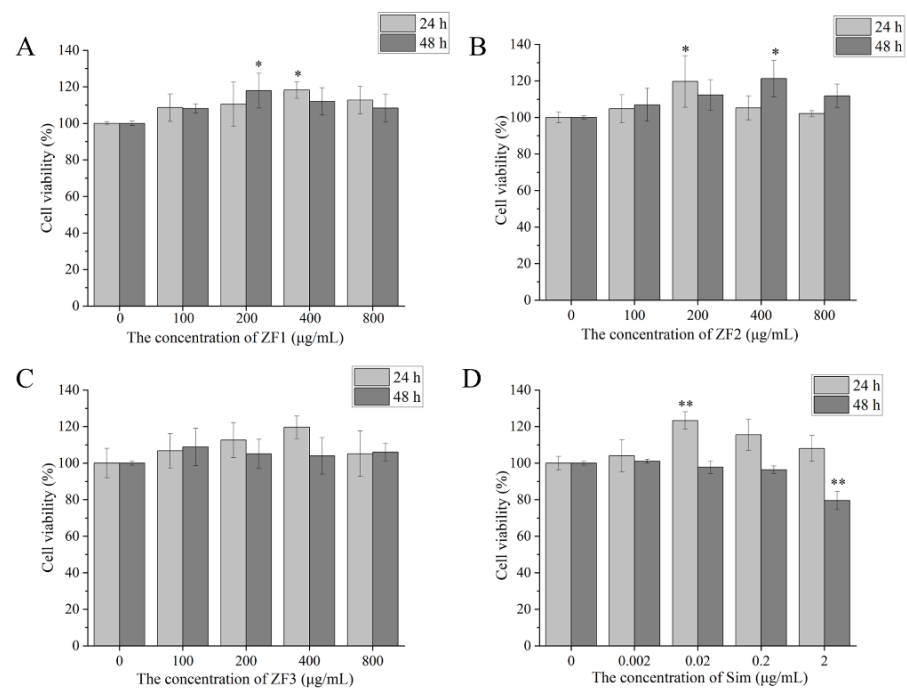 A
24 h
48 h
140
120
100
80
60
40
20
0
Cell viability (%)
*
*
0 100 200 400 800
The concentration of ZF1 (μg/mL)
B
24 h
48 h
140
120
100
80
60
40
20
0
Cell viability (%)
*
*
0 100 200 400 800
The concentration of ZF2 (μg/mL)
C
24 h
48 h
140
120
100
80
60
40
20
0
Cell viability (%)
0 100 200 400 800
The concentration of ZF3 (μg/mL)
D
24 h
48 h
140
120
100
80
60
40
20
0
Cell viability (%)
**
**
0 0.002 0.02 0.2 2
The concentration of Sim (μg/mL)